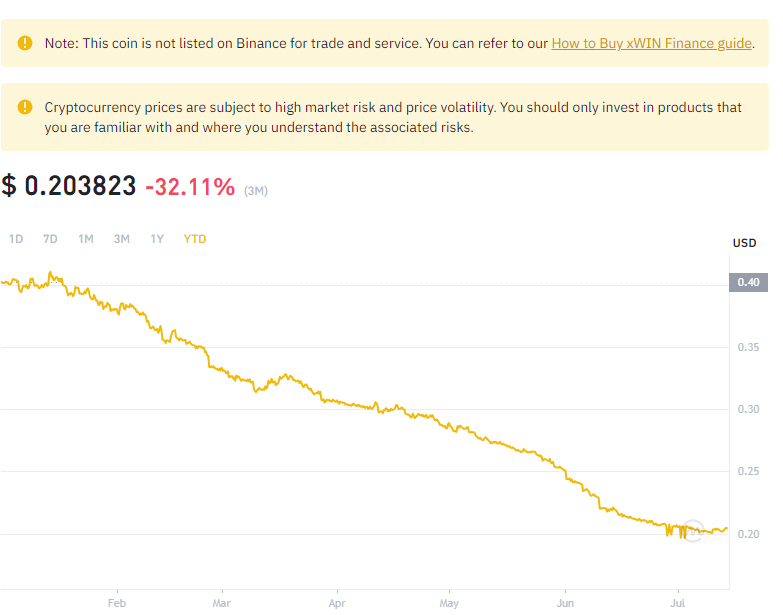 Note: This coin is not listed on Binance for trade and service. You can refer to our How to Buy xWIN Finance guide.
Cryptocurrency prices are subject to high market risk and price volatility. You should only invest in products that
you are familiar with and where you understand the associated risks.
$ 0.203823 -32.11% (3M)
1D 7D 1M 3M 1Y YTD
USD
0.40
0.35
0.30
0.25
0.20
Feb Mar Apr May Jun Jul